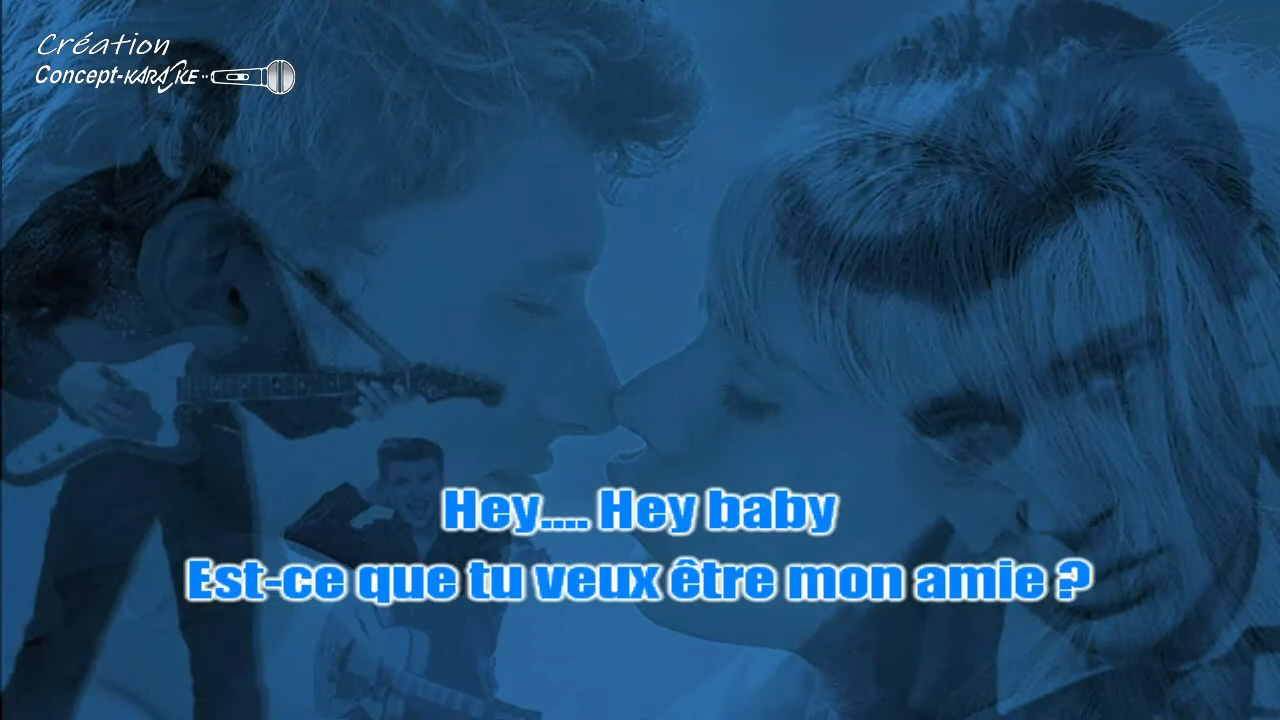 Création
Concept-KARAOKE
Hey.... Hey baby
Est-ce que tu veux être mon amie ?